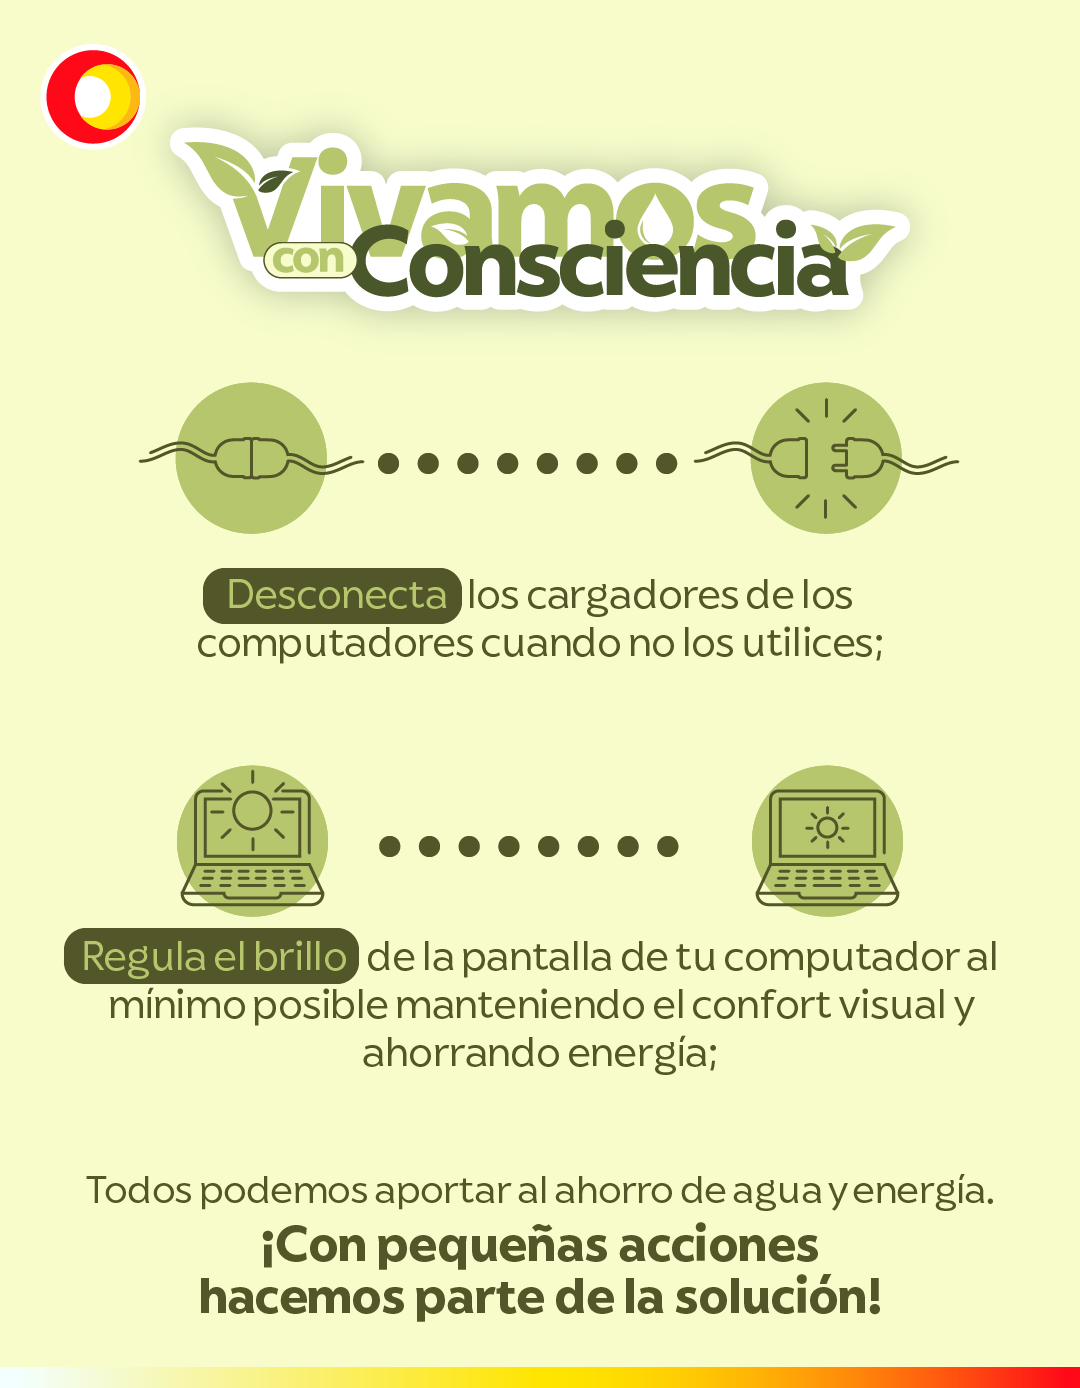 Vivamos
con Consciencia
Desconecta los cargadores de los
computadores cuando no los utilices;
Regula el brillo de la pantalla de tu computador al
mínimo posible manteniendo el confort visual y
ahorrando energía;
Todos podemos aportar al ahorro de agua y energía.
¡Con pequeñas acciones
hacemos parte de la solución!